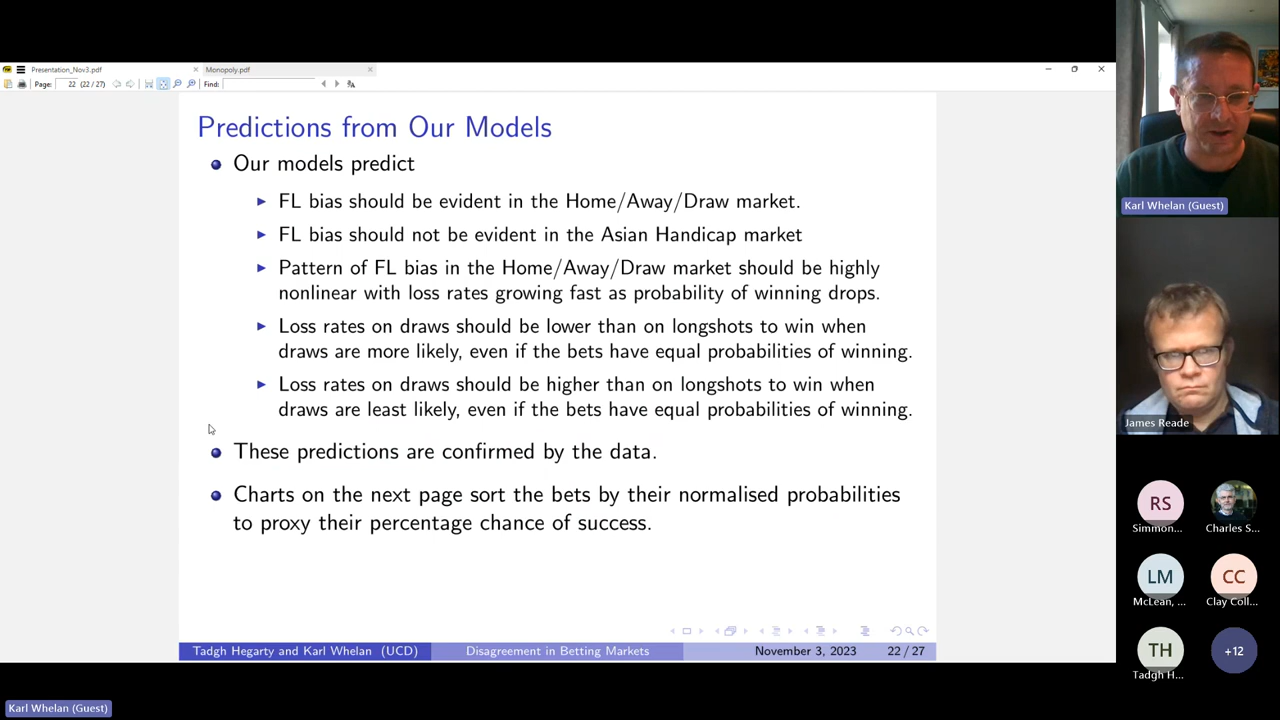 Presentation_Nov3.pdf
Monopoly.pdf
Page: 22 (22 / 27)
Find:
Predictions from Our Models
Our models predict
FL bias should be evident in the Home/Away/Draw market.
FL bias should not be evident in the Asian Handicap market
Pattern of FL bias in the Home/Away/Draw market should be highly
nonlinear with loss rates growing fast as probability of winning drops.
Loss rates on draws should be lower than on longshots to win when
draws are more likely, even if the bets have equal probabilities of winning.
Loss rates on draws should be higher than on longshots to win when
draws are least likely, even if the bets have equal probabilities of winning.
These predictions are confirmed by the data.
Charts on the next page sort the bets by their normalised probabilities
to proxy their percentage chance of success.
Tadgh Hegarty and Karl Whelan (UCD) Disagreement in Betting Markets November 3, 2023 22 / 27
Karl Whelan (Guest)
James Reade
RS
Simmon... Charles S...
LM CC
McLean, ... Clay Coll...
TH +12
Tadgh H...
Karl Whelan (Guest)